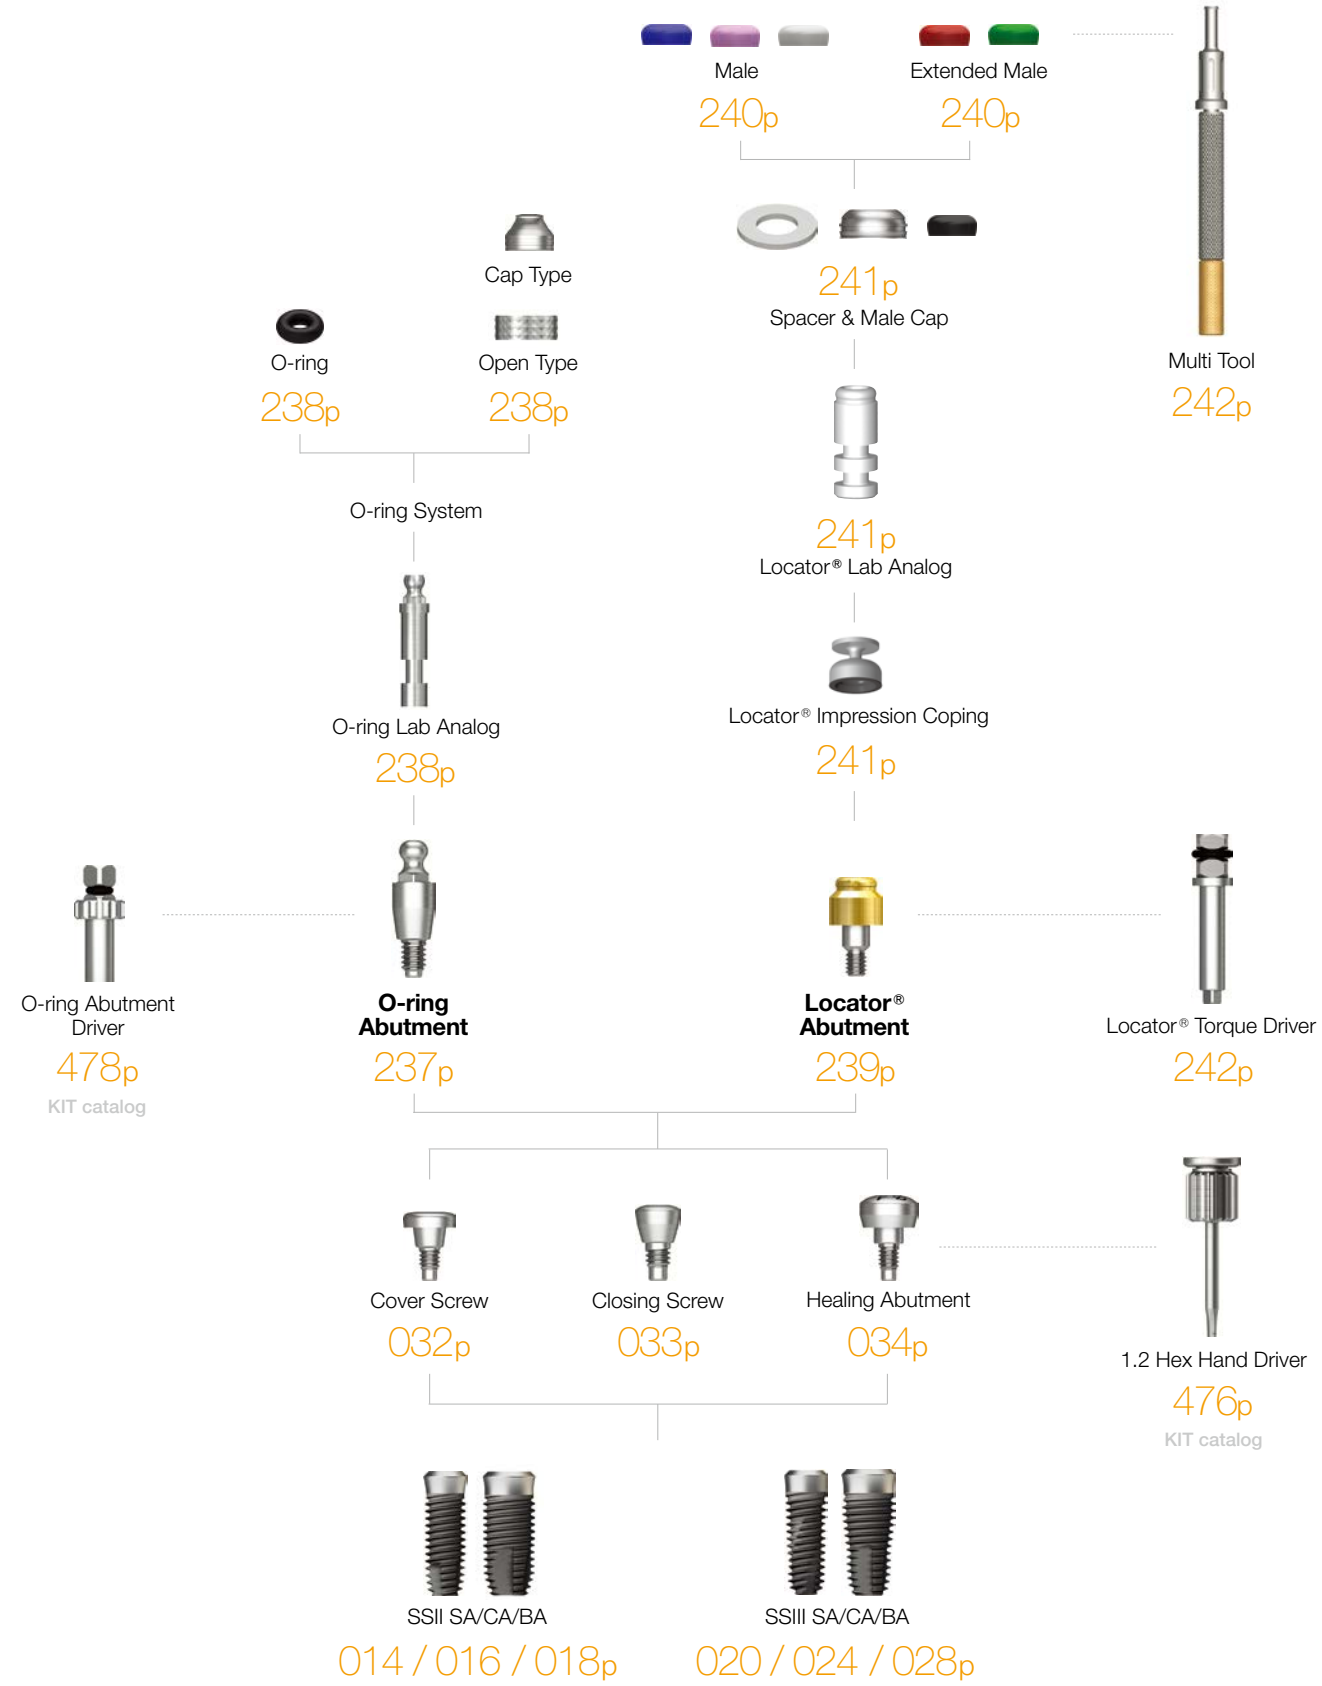 Male
Extended Male
240p
240p
241p
Spacer & Male Cap
Cap Type
O-ring
Open Type
238p
238p
Multi Tool
242p
O-ring System
241p
Locator® Lab Analog
O-ring Lab Analog
238p
Locator® Impression Coping
241p
O-ring Abutment
Driver
478p
KIT catalog
O-ring
Abutment
237p
Locator®
Abutment
239p
Locator® Torque Driver
242p
Cover Screw
032p
Closing Screw
033p
Healing Abutment
034p
1.2 Hex Hand Driver
476p
KIT catalog
SSII SA/CA/BA
014 / 016 / 018p
SSIII SA/CA/BA
020 / 024 / 028p